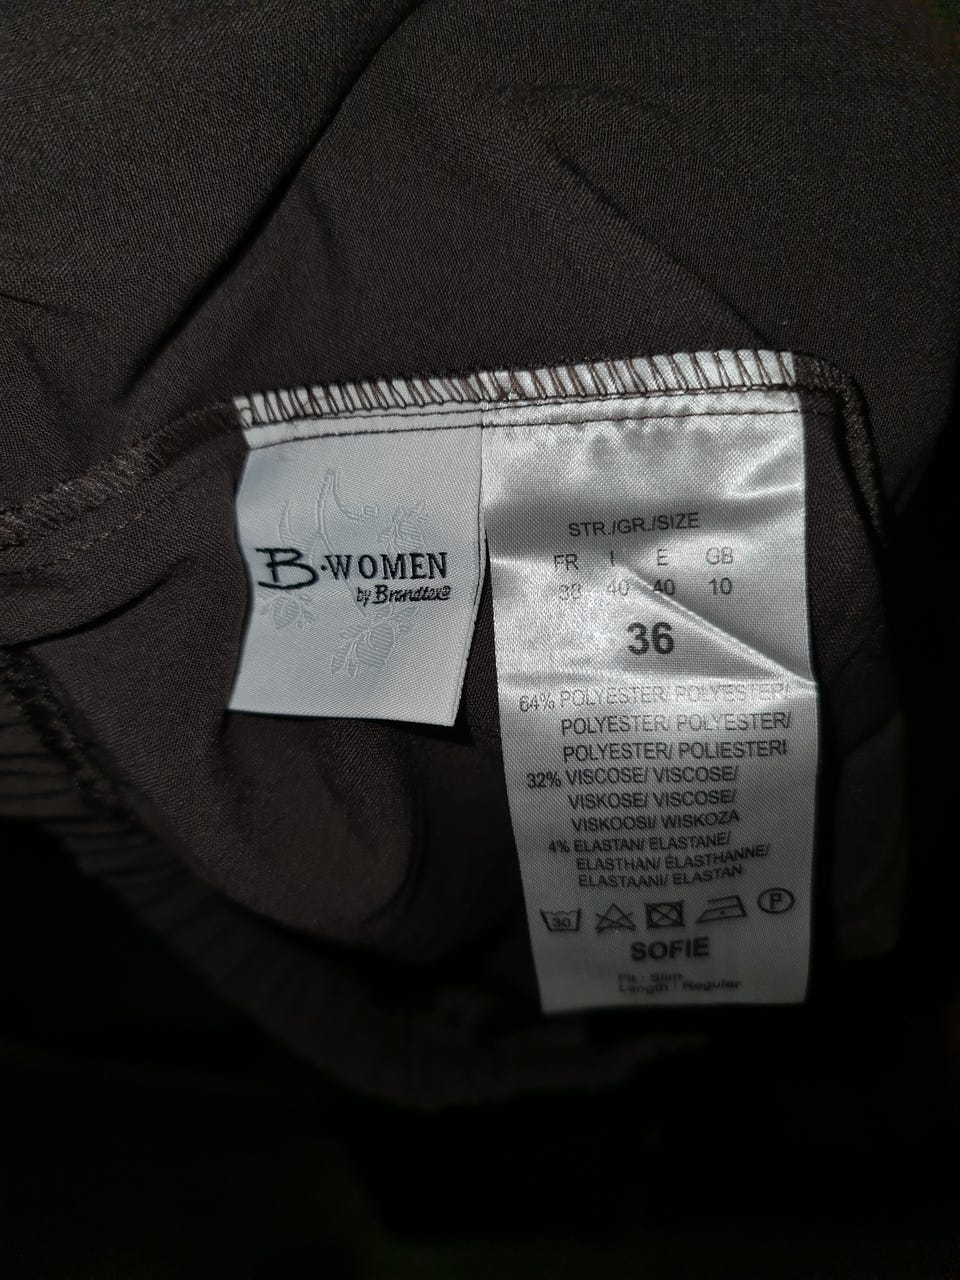 B·WOMEN
by Brandtex®
STR./GR./SIZE
FR I E GB
38 40 40 10
36
64% POLYESTER/ POLYESTER/
POLYESTER/ POLYESTER/
POLYESTER/ POLIESTERI
32% VISCOSE/ VISCOSE/
VISKOSE/ VISCOSE/
VISKOOSI/ WISKOZA
4% ELASTAN/ ELASTANE/
ELASTHAN/ ÉLASTHANNE/
ELASTAANI/ ELASTAN
30 P
SOFIE
Fit : Slim
Length : Regular